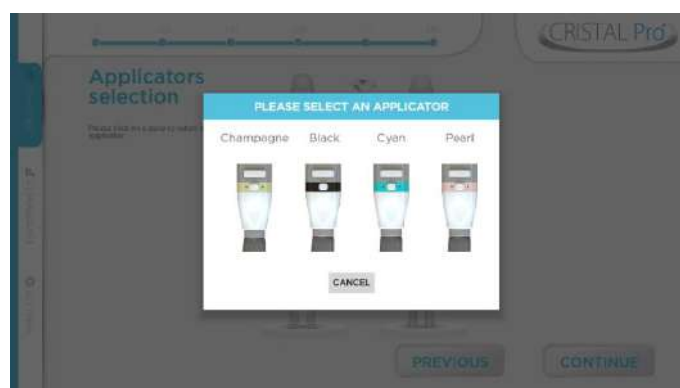 CRISTAL Pro
Applicators
selection
PLEASE SELECT AN APPLICATOR
Champagne Black Cyan Pearl
CANCEL
PREVIOUS CONTINUE